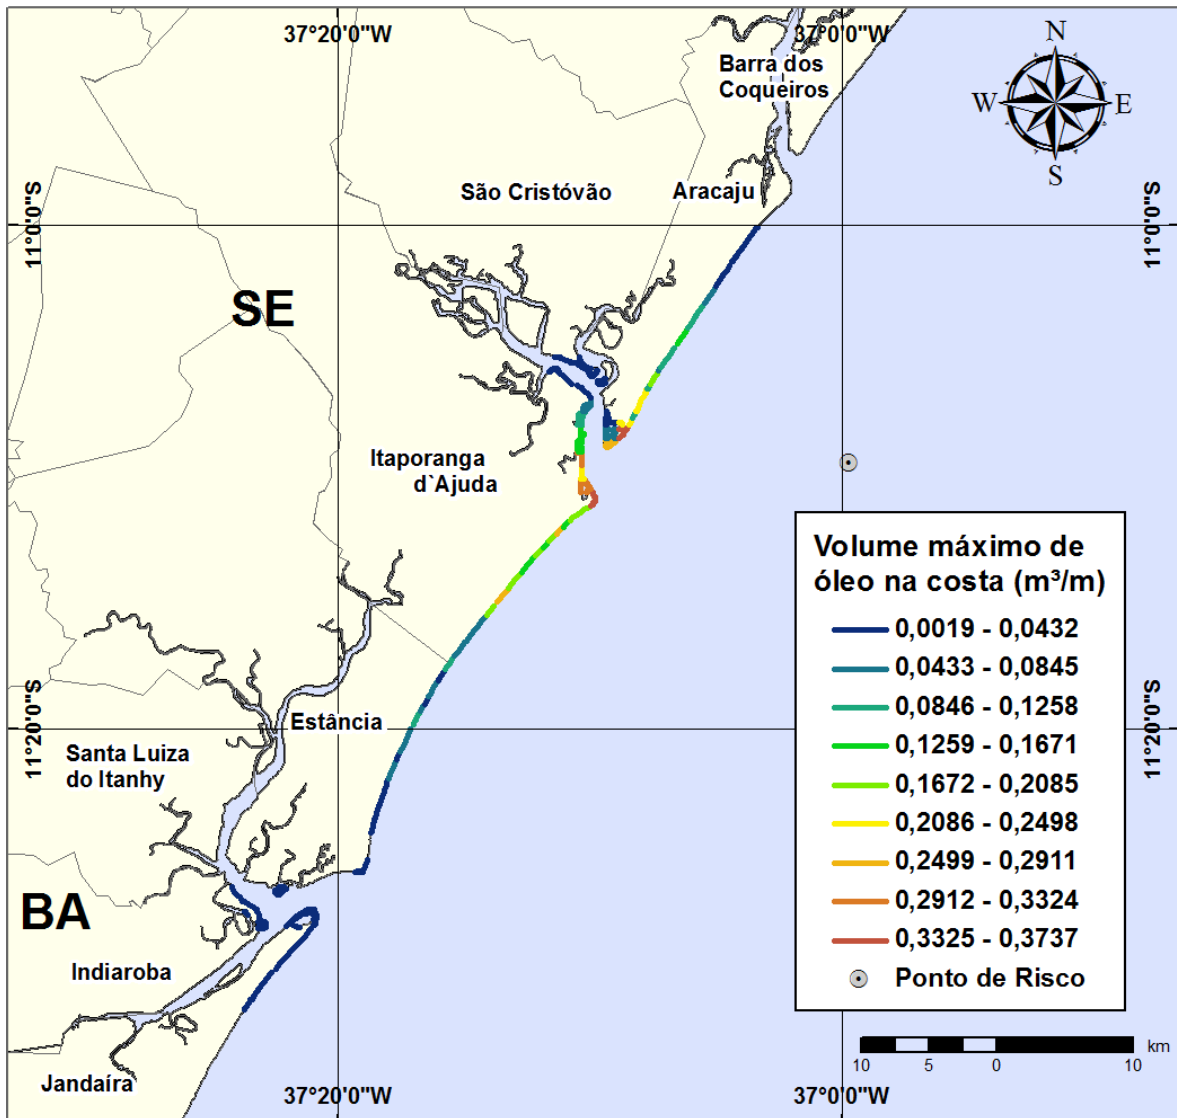 37°20'0"W
37°0'0"W
N
W
E
S
Barra dos
Coqueiros
São Cristóvão
Aracaju
11°0'0"S
11°0'0"S
SE
Itaporanga
d`Ajuda
Volume máximo de
óleo na costa (m³/m)
0,0019 - 0,0432
0,0433 - 0,0845
0,0846 - 0,1258
0,1259 - 0,1671
0,1672 - 0,2085
0,2086 - 0,2498
0,2499 - 0,2911
0,2912 - 0,3324
0,3325 - 0,3737
Ponto de Risco
Estância
11°20'0"S
11°20'0"S
Santa Luiza
do Itanhy
BA
Indiaroba
Jandaíra
10
5
0
10
km
37°20'0"W
37°0'0"W